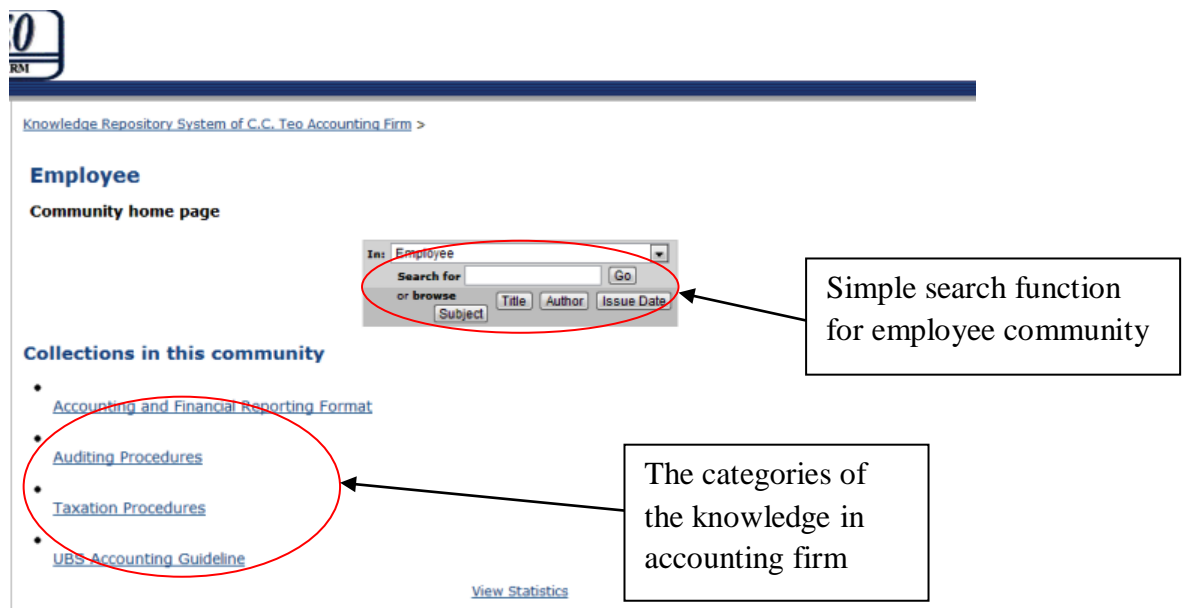 RM
Knowledge Repository System of C.C. Teo Accounting Firm >
Employee
Community home page
In: Employee
Search for Go
or browse Title Author Issue Date
Subject
Simple search function
for employee community
Collections in this community
Accounting and Financial Reporting Format
Auditing Procedures
Taxation Procedures
UBS Accounting Guideline
The categories of
the knowledge in
accounting firm
View Statistics